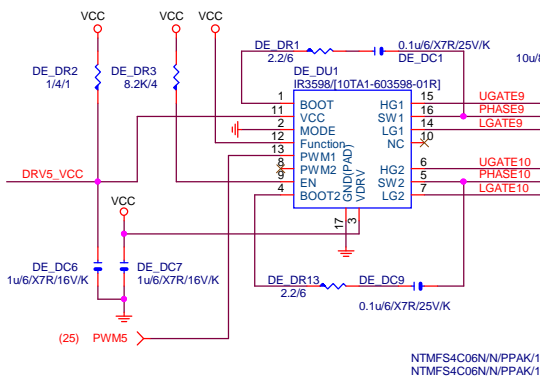 VCC VCC VCC
DE_DR1 0.1u/6/X7R/25V/K
2.2/6 DE_DC1 10u/8
DE_DR2 DE_DR3 DE_DU1
1/4/1 8.2K/4 IR3598/[10TA1-603598-01R]
1 BOOT HG1 15 UGATE9
11 VCC SW1 16 PHASE9
2 MODE LG1 14 LGATE9
12 Function NC 10
13 PWM1
8 PWM2 HG2 6 UGATE10
9 EN SW2 5 PHASE10
4 BOOT2 LG2 7 LGATE10
GND(PAD) VDRV
17 3
DRV5_VCC
VCC
DE_DC6 DE_DC7
1u/6/X7R/16V/K 1u/6/X7R/16V/K
DE_DR13 DE_DC9
2.2/6
0.1u/6/X7R/25V/K
(25) PWM5
NTMFS4C06N/N/PPAK/1
NTMFS4C06N/N/PPAK/1